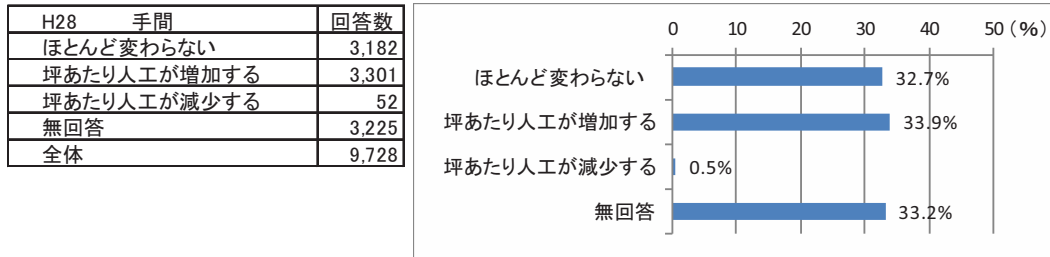 H28 手間 回答数
ほとんど変わらない 3,182
坪あたり人工が増加する 3,301
坪あたり人工が減少する 52
無回答 3,225
全体 9,728
0 10 20 30 40 50 (%)
ほとんど変わらない 32.7%
坪あたり人工が増加する 33.9%
坪あたり人工が減少する 0.5%
無回答 33.2%